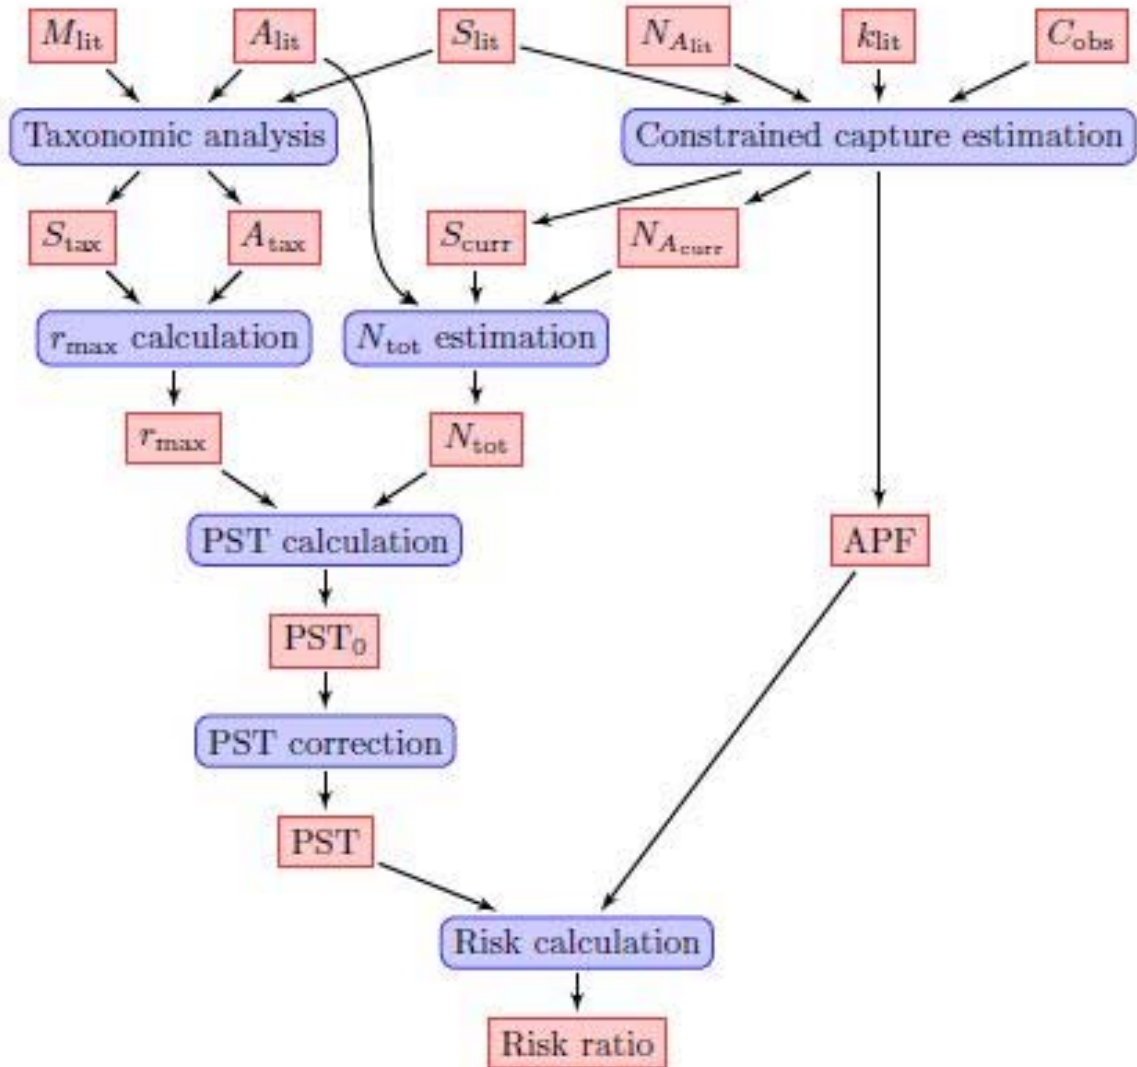 M_lit A_lit S_lit N_A_lit k_lit C_obs
Taxonomic analysis Constrained capture estimation
S_tax A_tax S_curr N_A_curr
r_max calculation N_tot estimation
r_max N_tot
PST calculation APF
PST_0
PST correction
PST
Risk calculation
Risk ratio